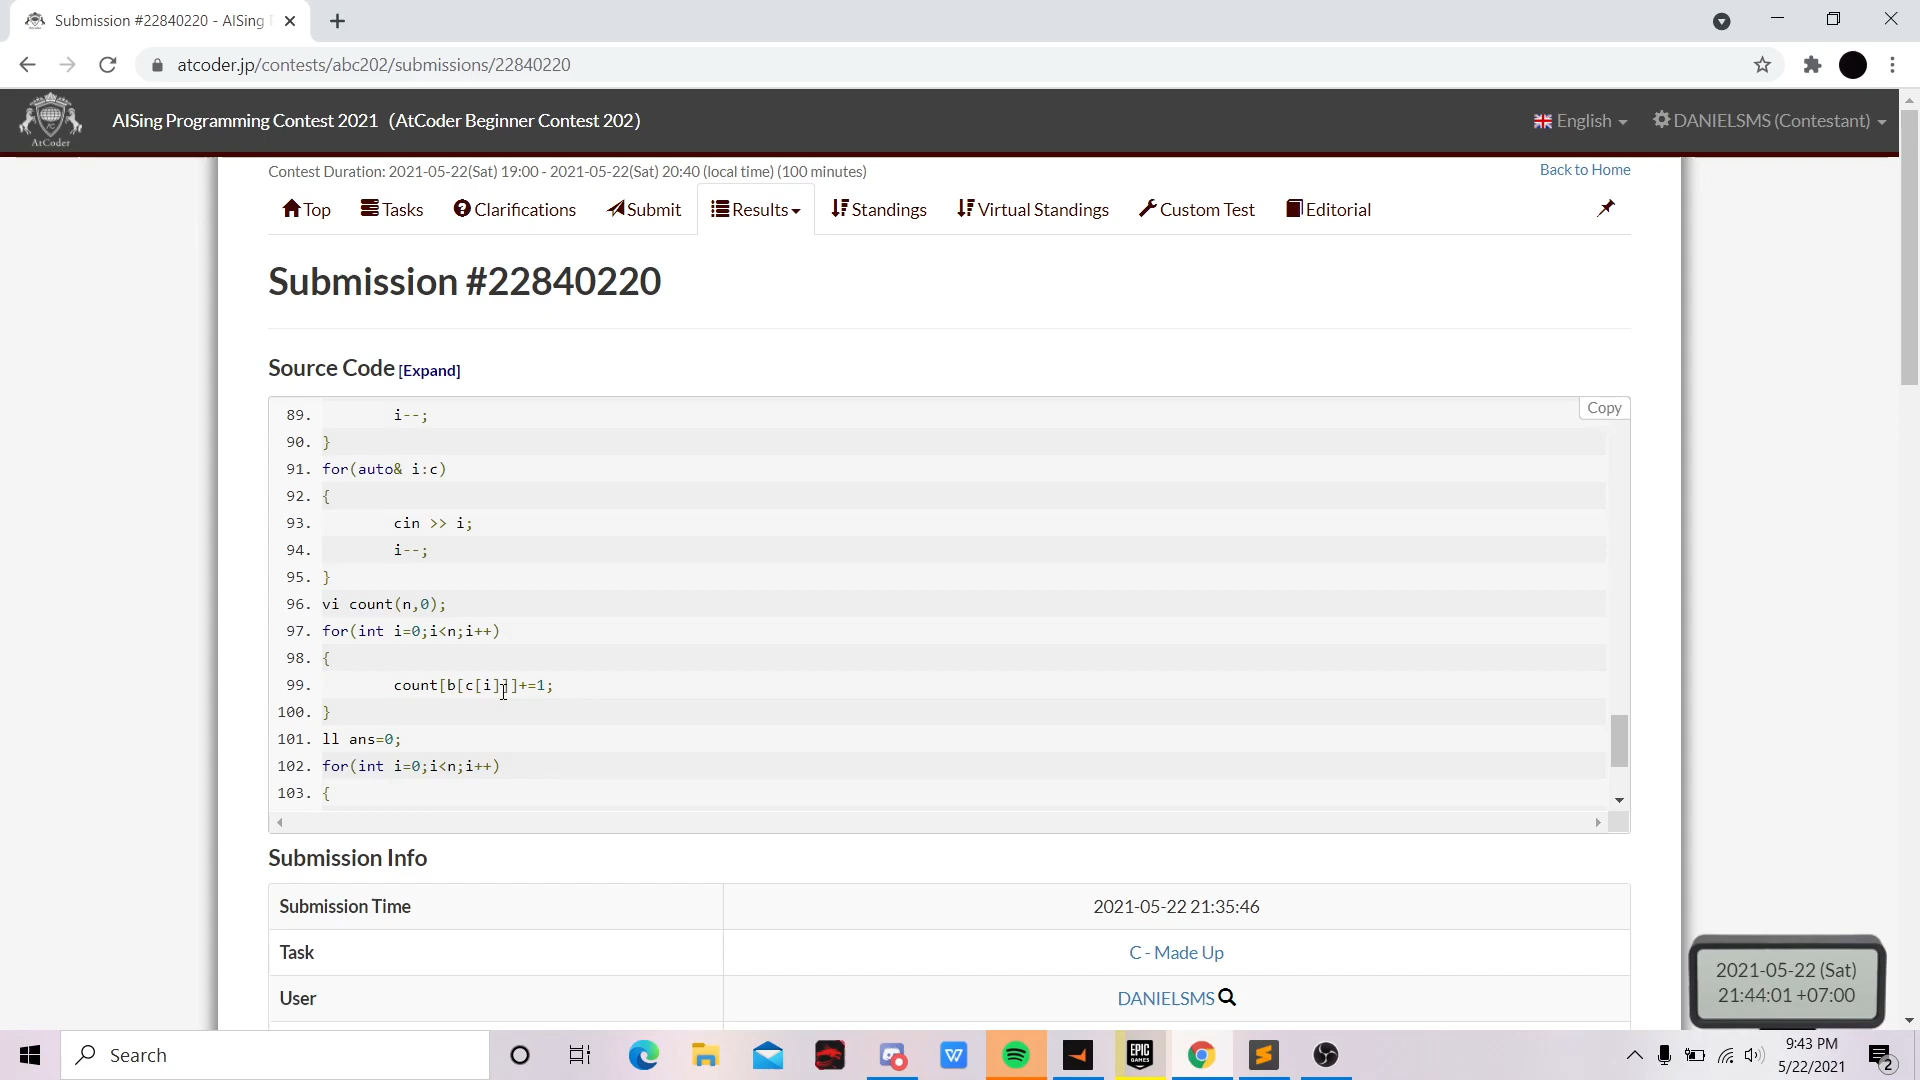 Submission #22840220 - AISing
atcoder.jp/contests/abc202/submissions/22840220
AtCoder
AISing Programming Contest 2021 (AtCoder Beginner Contest 202)
English
DANIELSMS (Contestant)
Contest Duration: 2021-05-22(Sat) 19:00 - 2021-05-22(Sat) 20:40 (local time) (100 minutes)
Back to Home
Top
Tasks
Clarifications
Submit
Results
Standings
Virtual Standings
Custom Test
Editorial
Submission #22840220
Source Code [Expand]
Copy
89. i--;
90. }
91. for(auto& i:c)
92. {
93. cin >> i;
94. i--;
95. }
96. vi count(n,0);
97. for(int i=0;i<n;i++)
98. {
99. count[b[c[i]]]+=1;
100. }
101. ll ans=0;
102. for(int i=0;i<n;i++)
103. {
Submission Info
Submission Time 2021-05-22 21:35:46
Task C - Made Up
User DANIELSMS
2021-05-22 (Sat)
21:44:01 +07:00
Search
W
EPIC
GAMES
9:43 PM
5/22/2021
2